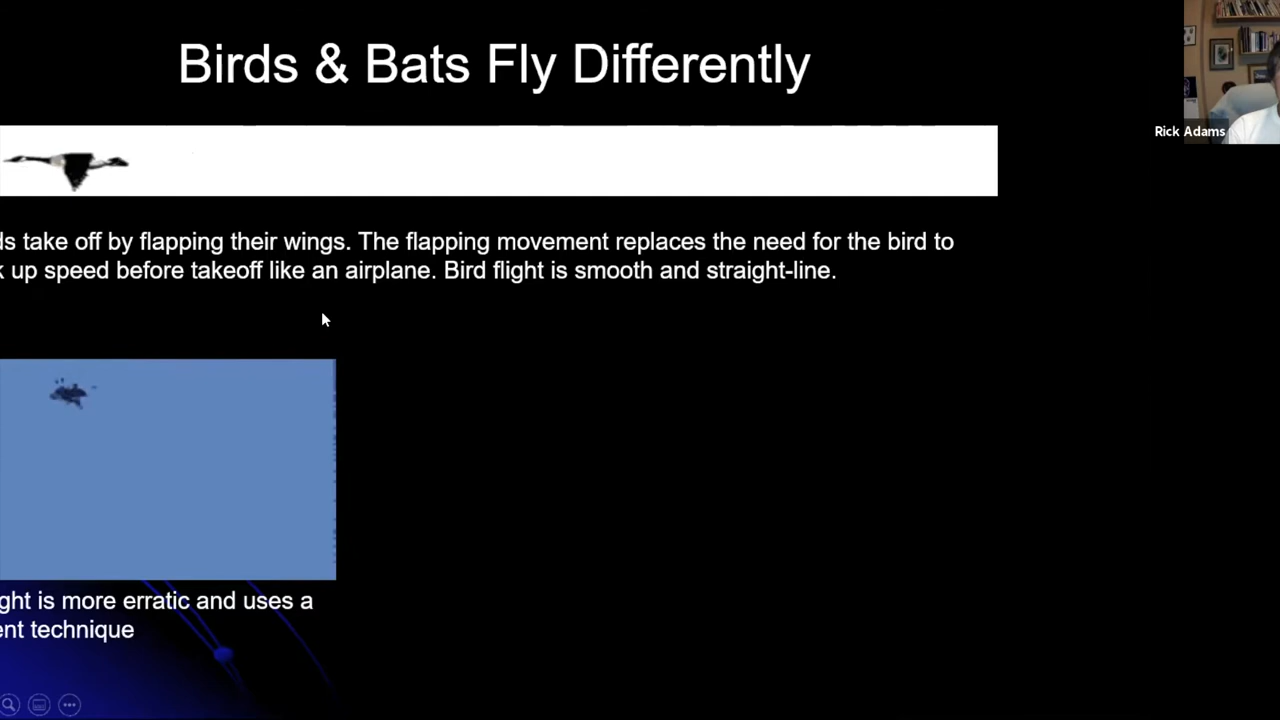 Birds & Bats Fly Differently
Rick Adams
ds take off by flapping their wings. The flapping movement replaces the need for the bird to
k up speed before takeoff like an airplane. Bird flight is smooth and straight-line.
ght is more erratic and uses a
ent technique